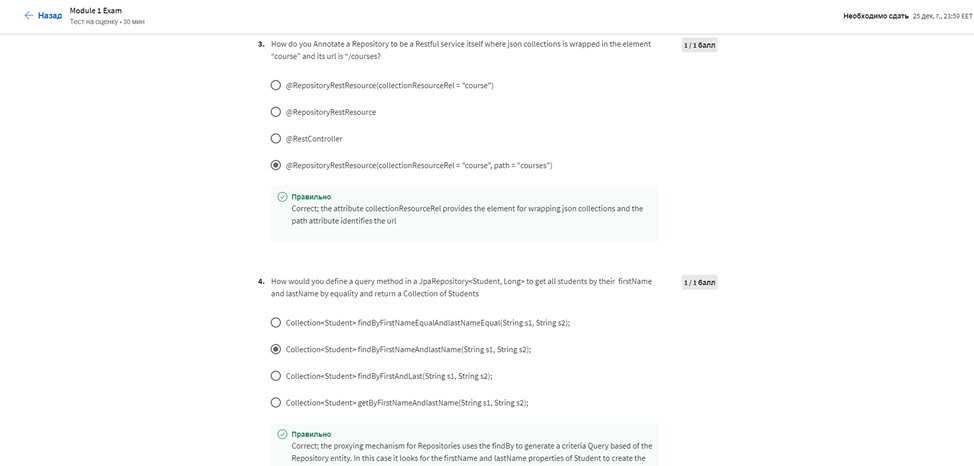 Назад
Module 1 Exam
Тест на оценку • 30 мин
Необходимо сдать 25 дек. г., 23:59 EET
3. How do you Annotate a Repository to be a Restful service itself where json collections is wrapped in the element
"course" and its url is "/courses?
1 / 1 балл
@RepositoryRestResource(collectionResourceRel = "course")
@RepositoryRestResource
@RestController
@RepositoryRestResource(collectionResourceRel = "course", path = "courses")
Правильно
Correct; the attribute collectionResourceRel provides the element for wrapping json collections and the
path attribute identifies the url
4. How would you define a query method in a JpaRepository<Student, Long> to get all students by their firstName
and lastName by equality and return a Collection of Students
1 / 1 балл
Collection<Student> findByFirstNameEqualAndlastNameEqual(String s1, String s2);
Collection<Student> findByFirstNameAndlastName(String s1, String s2);
Collection<Student> findByFirstAndLast(String s1, String s2);
Collection<Student> getByFirstNameAndlastName(String s1, String s2);
Правильно
Correct; the proxying mechanism for Repositories uses the findBy to generate a criteria Query based of the
Repository entity. In this case it looks for the firstName and lastName properties of Student to create the